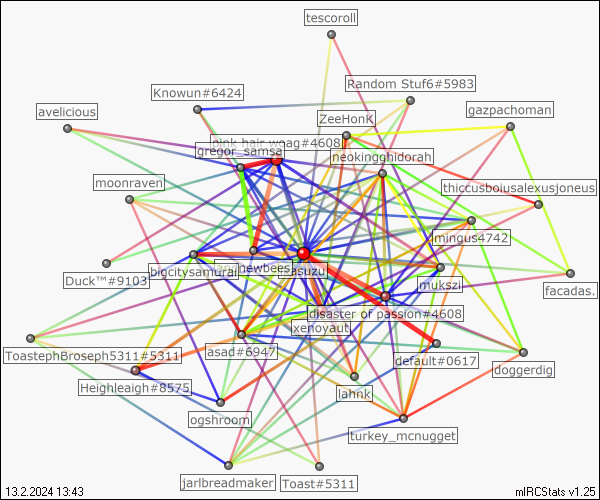 tescoroll
Random Stuf6#5983
Knowun#6424
avelicious
gazpachoman
ZeeHonK
pink hair woag#4608
gregor_samsa
neokingghidorah
moonraven
thiccusboiusalexusjoneus
mingus4742
Duck™#9103
bigcitysamurai
newbees
mukszi
facadas.
disaster of passion#4608
xenoyaut
asad#6947
default#0617
ToastephBroseph5311#5311
doggerdig
Heighleaigh#8575
lahnk
ogshroom
turkey_mcnugget
jarlbreadmaker
Toast#5311
13.2.2024 13:43
mIRCStats v1.25